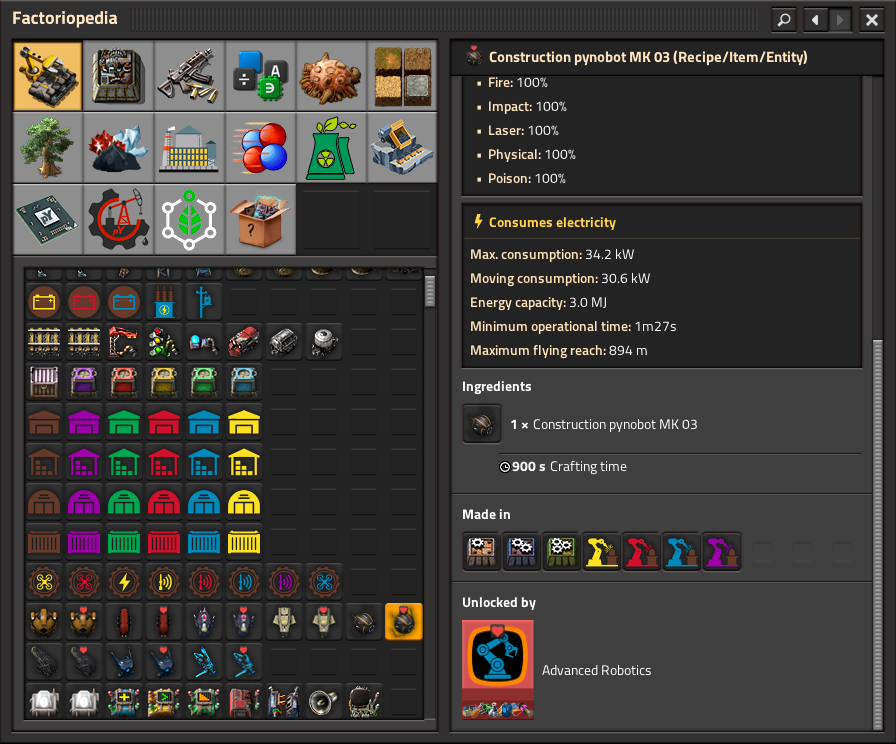 Factoriopedia
Construction pynobot MK 03 (Recipe/Item/Entity)
▪ Fire: 100%
▪ Impact: 100%
▪ Laser: 100%
▪ Physical: 100%
▪ Poison: 100%
Consumes electricity
Max. consumption: 34.2 kW
Moving consumption: 30.6 kW
Energy capacity: 3.0 MJ
Minimum operational time: 1m27s
Maximum flying reach: 894 m
Ingredients
1 × Construction pynobot MK 03
900 s Crafting time
Made in
Unlocked by
Advanced Robotics